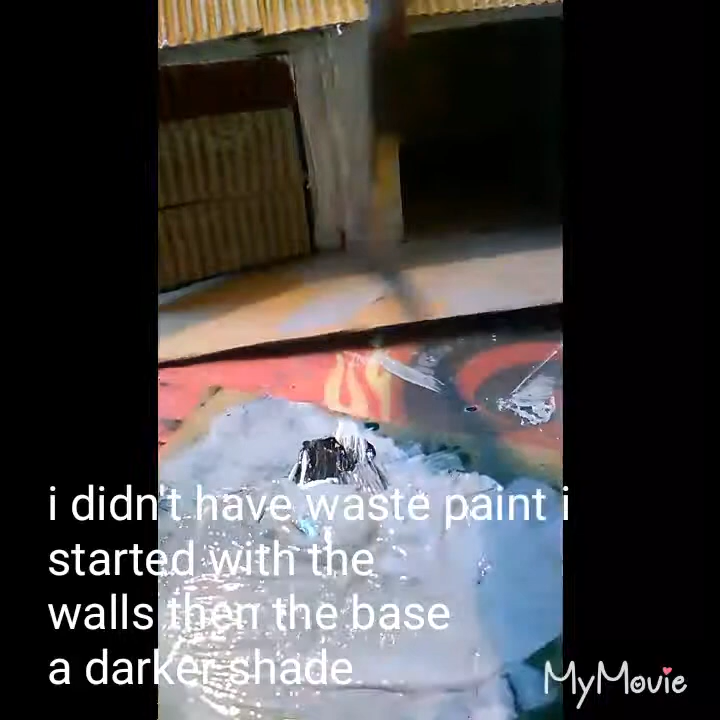 i didn't have waste paint i
started with the
walls then the base
a darker shade
MyMovie